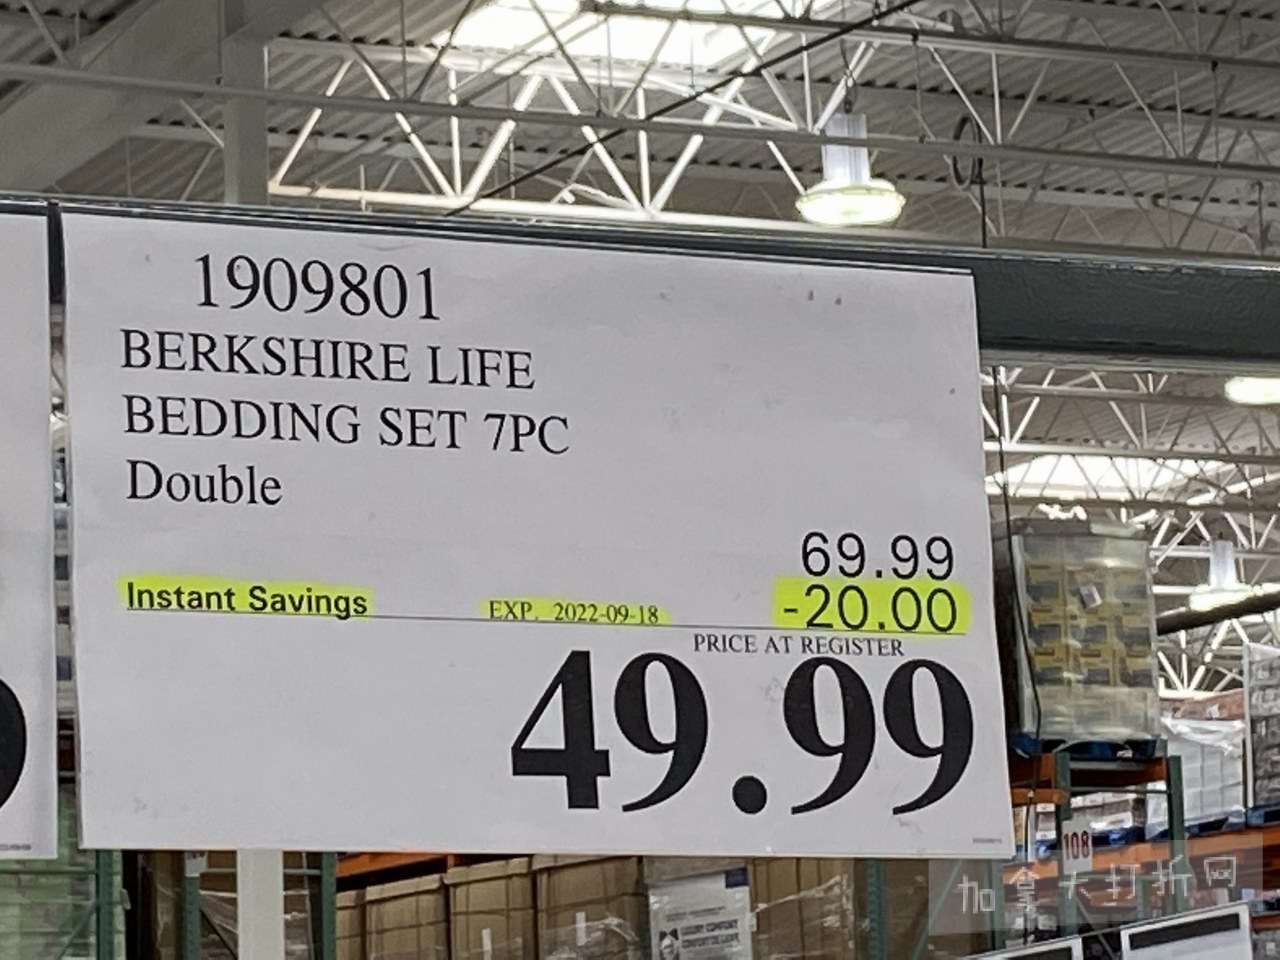 1909801
BERKSHIRE LIFE
BEDDING SET 7PC
Double
69.99
Instant Savings EXP. 2022-09-18 -20.00
PRICE AT REGISTER
49.99
108
加拿大打折网